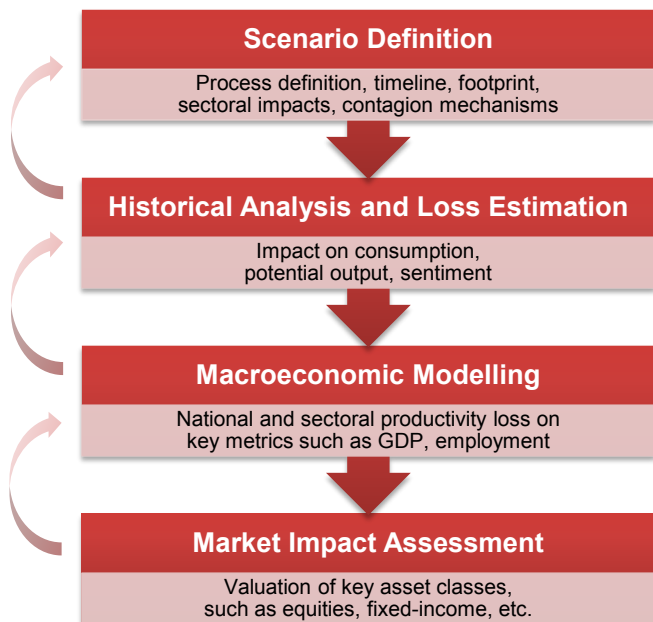 Scenario Definition
Process definition, timeline, footprint,
sectoral impacts, contagion mechanisms
Historical Analysis and Loss Estimation
Impact on consumption,
potential output, sentiment
Macroeconomic Modelling
National and sectoral productivity loss on
key metrics such as GDP, employment
Market Impact Assessment
Valuation of key asset classes,
such as equities, fixed-income, etc.